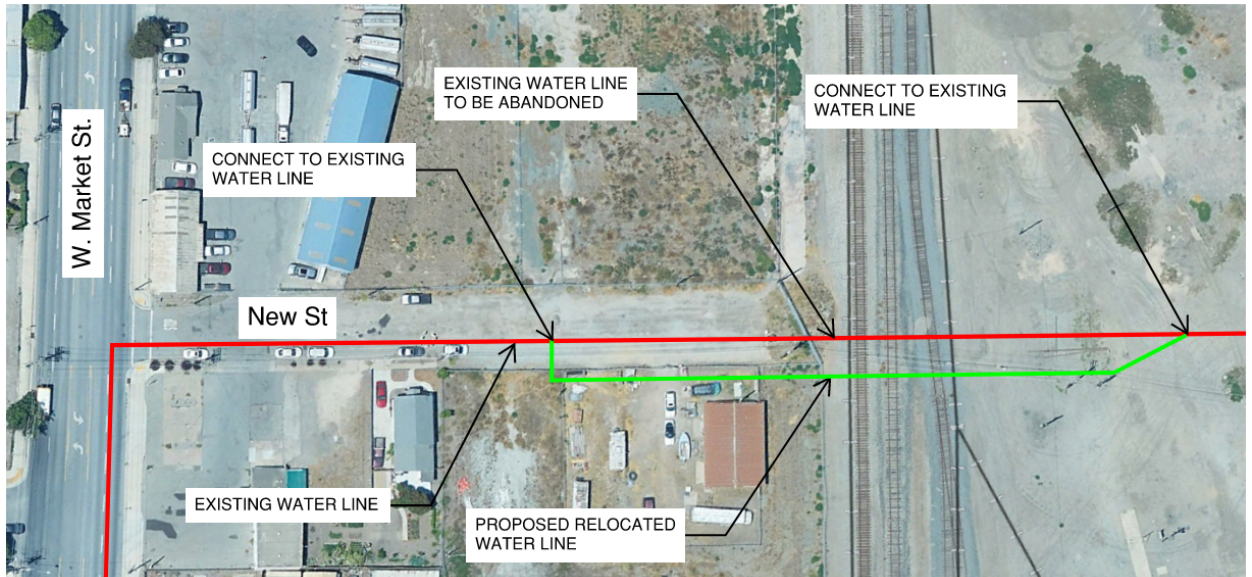 EXISTING WATER LINE
TO BE ABANDONED
CONNECT TO EXISTING
WATER LINE
W. Market St.
CONNECT TO EXISTING
WATER LINE
New St
EXISTING WATER LINE
PROPOSED RELOCATED
WATER LINE